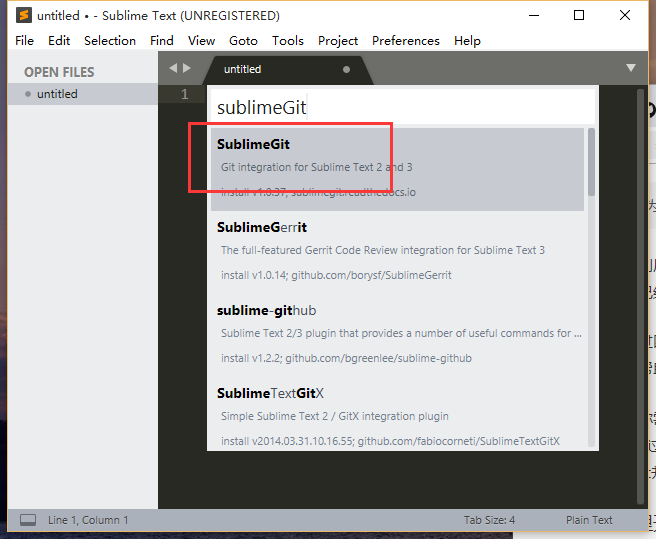 untitled • - Sublime Text (UNREGISTERED)
File Edit Selection Find View Goto Tools Project Preferences Help
OPEN FILES
untitled
untitled
1
sublimeGit
SublimeGit
Git integration for Sublime Text 2 and 3
install v1.0.37; sublimegit.readthedocs.io
SublimeGerrit
The full-featured Gerrit Code Review integration for Sublime Text 3
install v1.0.14; github.com/borysf/SublimeGerrit
sublime-github
Sublime Text 2/3 plugin that provides a number of useful commands for ...
install v1.2.2; github.com/bgreenlee/sublime-github
SublimeTextGitX
Simple Sublime Text 2 / GitX integration plugin
install v2014.03.31.10.16.55; github.com/fabiocorneti/SublimeTextGitX
Line 1, Column 1
Tab Size: 4
Plain Text